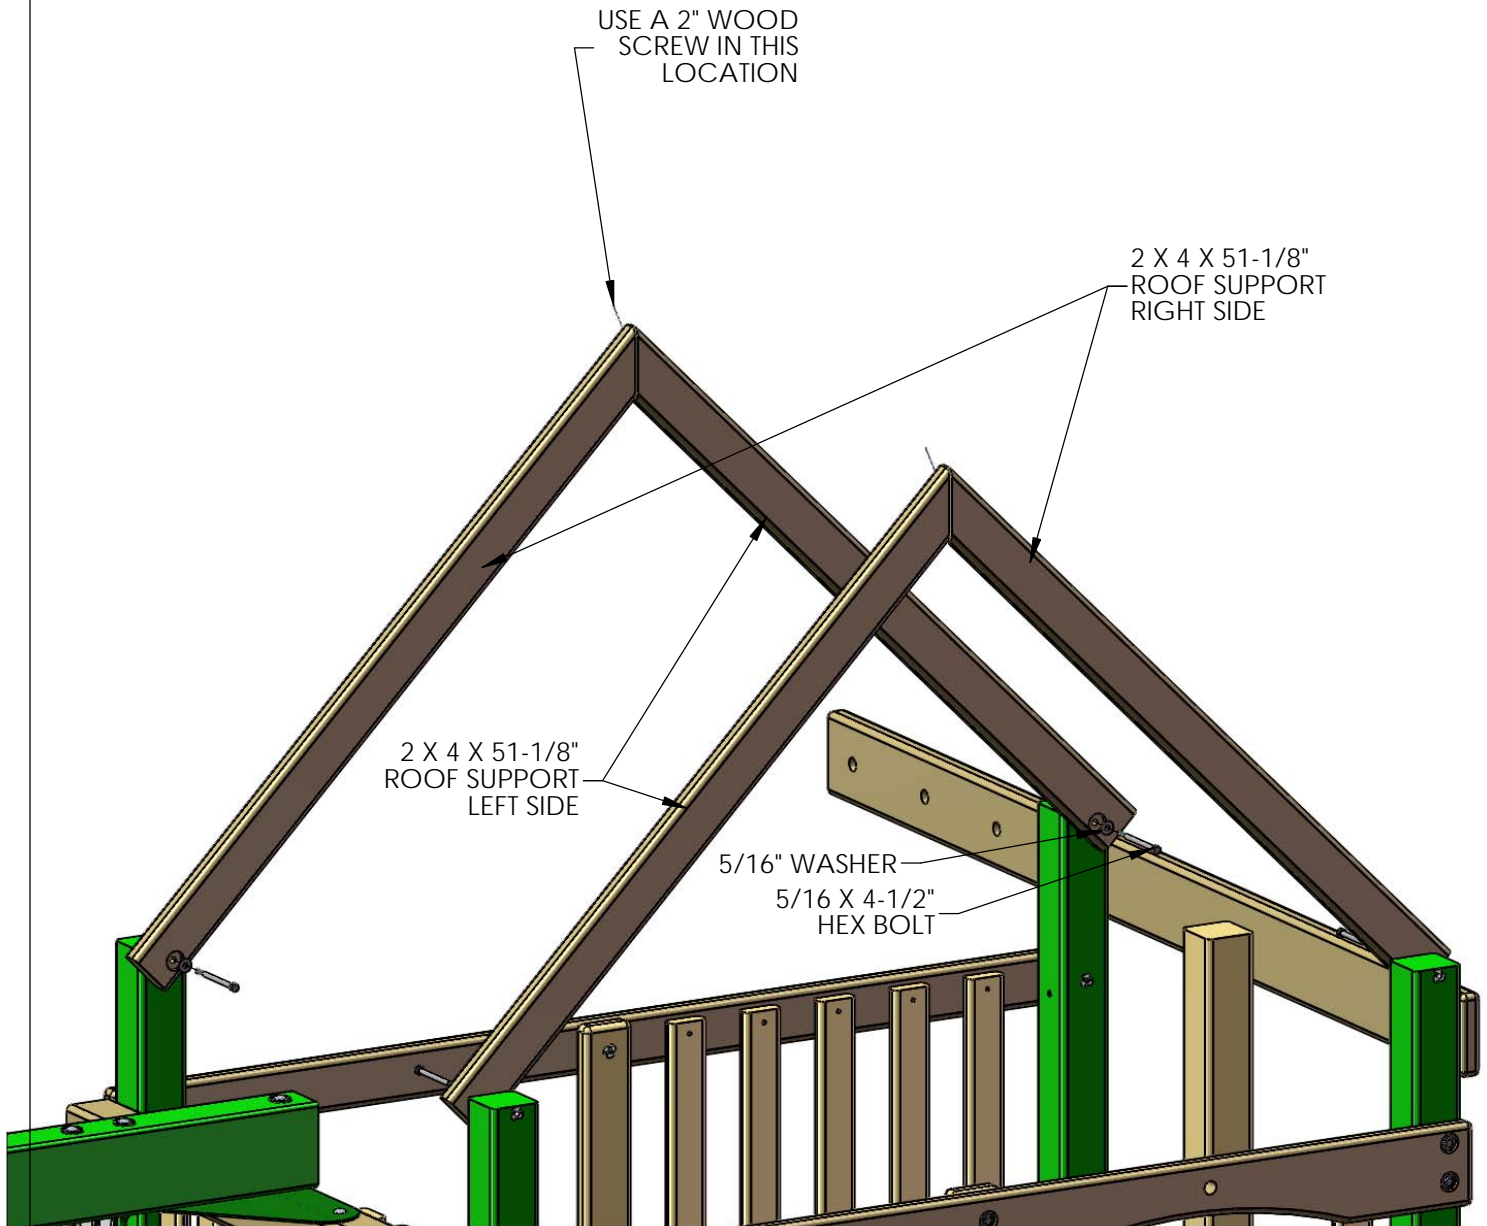 USE A 2" WOOD
SCREW IN THIS
LOCATION
2 X 4 X 51-1/8"
ROOF SUPPORT
RIGHT SIDE
2 X 4 X 51-1/8"
ROOF SUPPORT
LEFT SIDE
5/16" WASHER
5/16 X 4-1/2"
HEX BOLT